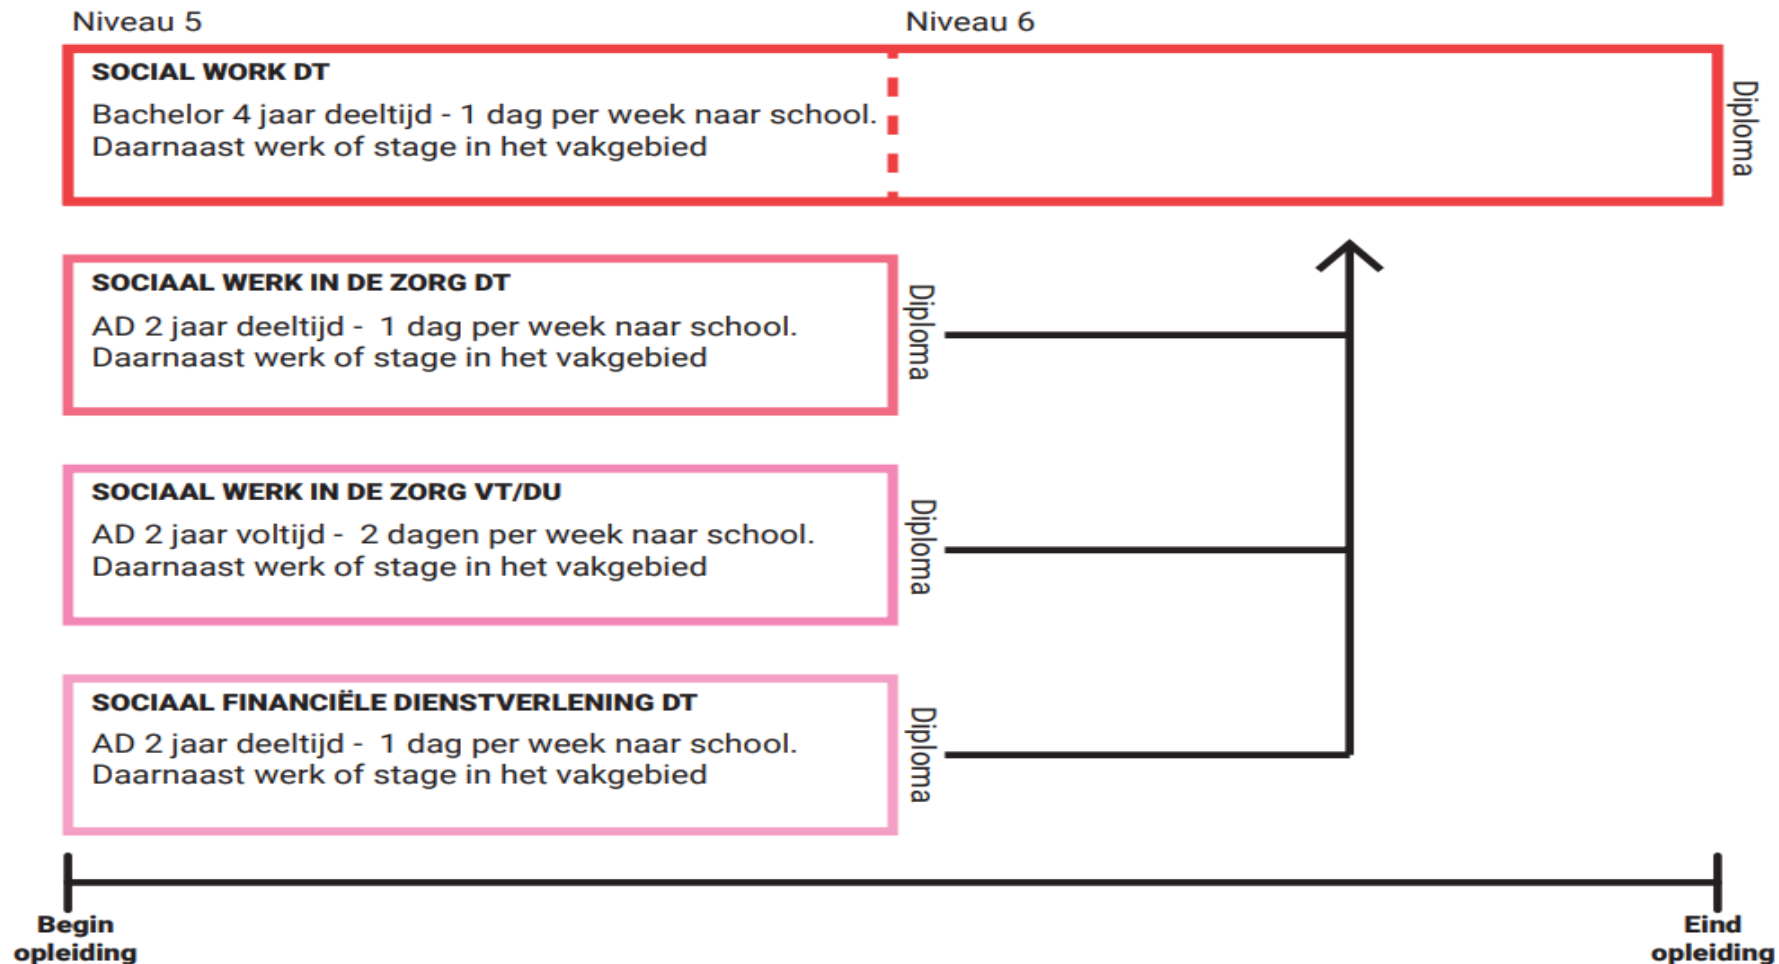 Niveau 5
Niveau 6
SOCIAL WORK DT
Bachelor 4 jaar deeltijd - 1 dag per week naar school.
Daarnaast werk of stage in het vakgebied
Diploma
SOCIAAL WERK IN DE ZORG DT
AD 2 jaar deeltijd - 1 dag per week naar school.
Daarnaast werk of stage in het vakgebied
Diploma
SOCIAAL WERK IN DE ZORG VT/DU
AD 2 jaar voltijd - 2 dagen per week naar school.
Daarnaast werk of stage in het vakgebied
Diploma
SOCIAAL FINANCIËLE DIENSTVERLENING DT
AD 2 jaar deeltijd - 1 dag per week naar school.
Daarnaast werk of stage in het vakgebied
Diploma
Begin
opleiding
Eind
opleiding